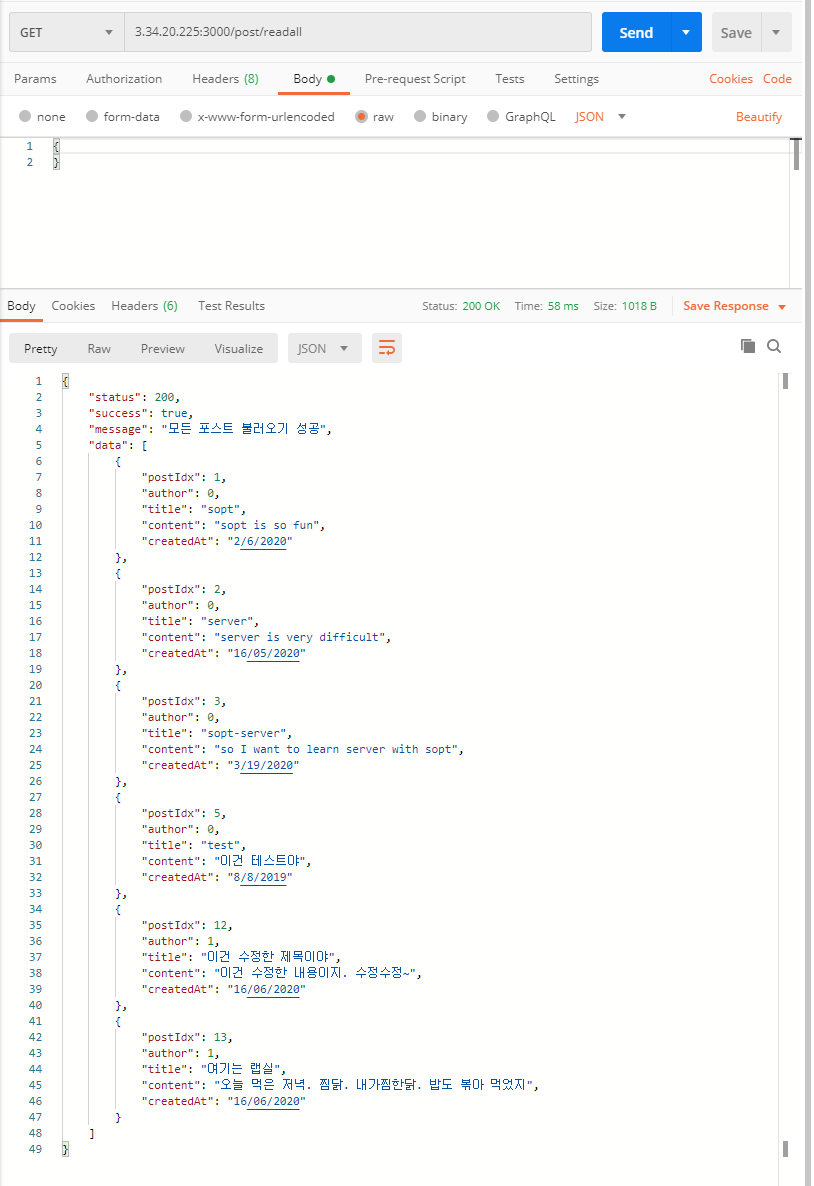 GET 3.34.20.225:3000/post/readall Send Save
Params Authorization Headers (8) Body Pre-request Script Tests Settings Cookies Code
none form-data x-www-form-urlencoded raw binary GraphQL JSON Beautify
1 {
2 }
Body Cookies Headers (6) Test Results Status: 200 OK Time: 58 ms Size: 1018 B Save Response
Pretty Raw Preview Visualize JSON
1 {
2 "status": 200,
3 "success": true,
4 "message": "모든 포스트 불러오기 성공",
5 "data": [
6 {
7 "postIdx": 1,
8 "author": 0,
9 "title": "sopt",
10 "content": "sopt is so fun",
11 "createdAt": "2/6/2020"
12 },
13 {
14 "postIdx": 2,
15 "author": 0,
16 "title": "server",
17 "content": "server is very difficult",
18 "createdAt": "16/05/2020"
19 },
20 {
21 "postIdx": 3,
22 "author": 0,
23 "title": "sopt-server",
24 "content": "so I want to learn server with sopt",
25 "createdAt": "3/19/2020"
26 },
27 {
28 "postIdx": 5,
29 "author": 0,
30 "title": "test",
31 "content": "이건 테스트야",
32 "createdAt": "8/8/2019"
33 },
34 {
35 "postIdx": 12,
36 "author": 1,
37 "title": "이건 수정한 제목이야",
38 "content": "이건 수정한 내용이지. 수정수정~",
39 "createdAt": "16/06/2020"
40 },
41 {
42 "postIdx": 13,
43 "author": 1,
44 "title": "여기는 랩실",
45 "content": "오늘 먹은 저녁. 찜닭. 내가찜한닭. 밥도 볶아 먹었지",
46 "createdAt": "16/06/2020"
47 }
48 ]
49 }